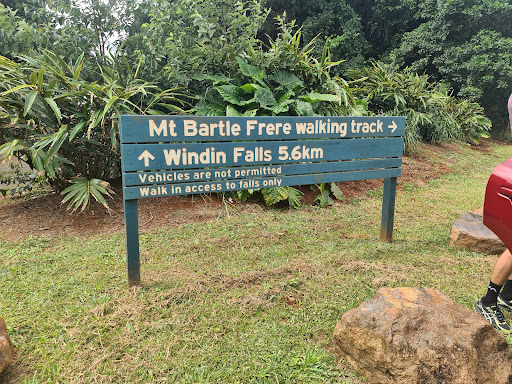 Mt Bartle Frere walking track →
↑ Windin Falls 5.6km
Vehicles are not permitted
Walk in access to falls only